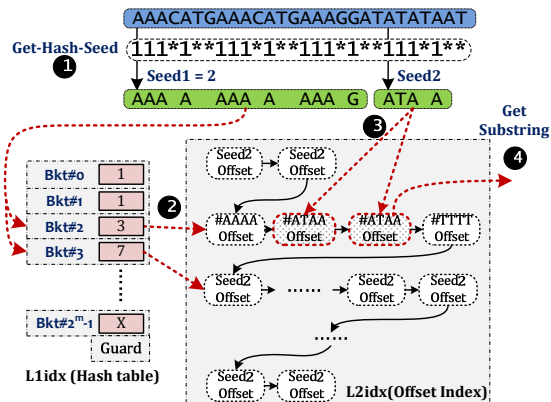 AAACATGAAACATGAAAGGATATATAAT
Get-Hash-Seed
111*1**111*1**111*1**111*1**
1
Seed1 = 2
Seed2
AAA A AAA A AAA G
ATA A
3
Get
Substring
4
Seed2
Offset
Seed2
Offset
Bkt#0 1
Bkt#1 1
2
Bkt#2 3
Bkt#3 7
#AAAA
Offset
#ATAA
Offset
#ATAA
Offset
#TTTT
Offset
Seed2
Offset
......
Seed2
Offset
Seed2
Offset
......
Bkt#2^m-1 X
Guard
......
Seed2
Offset
Seed2
Offset
L1idx (Hash table)
L2idx(Offset Index)